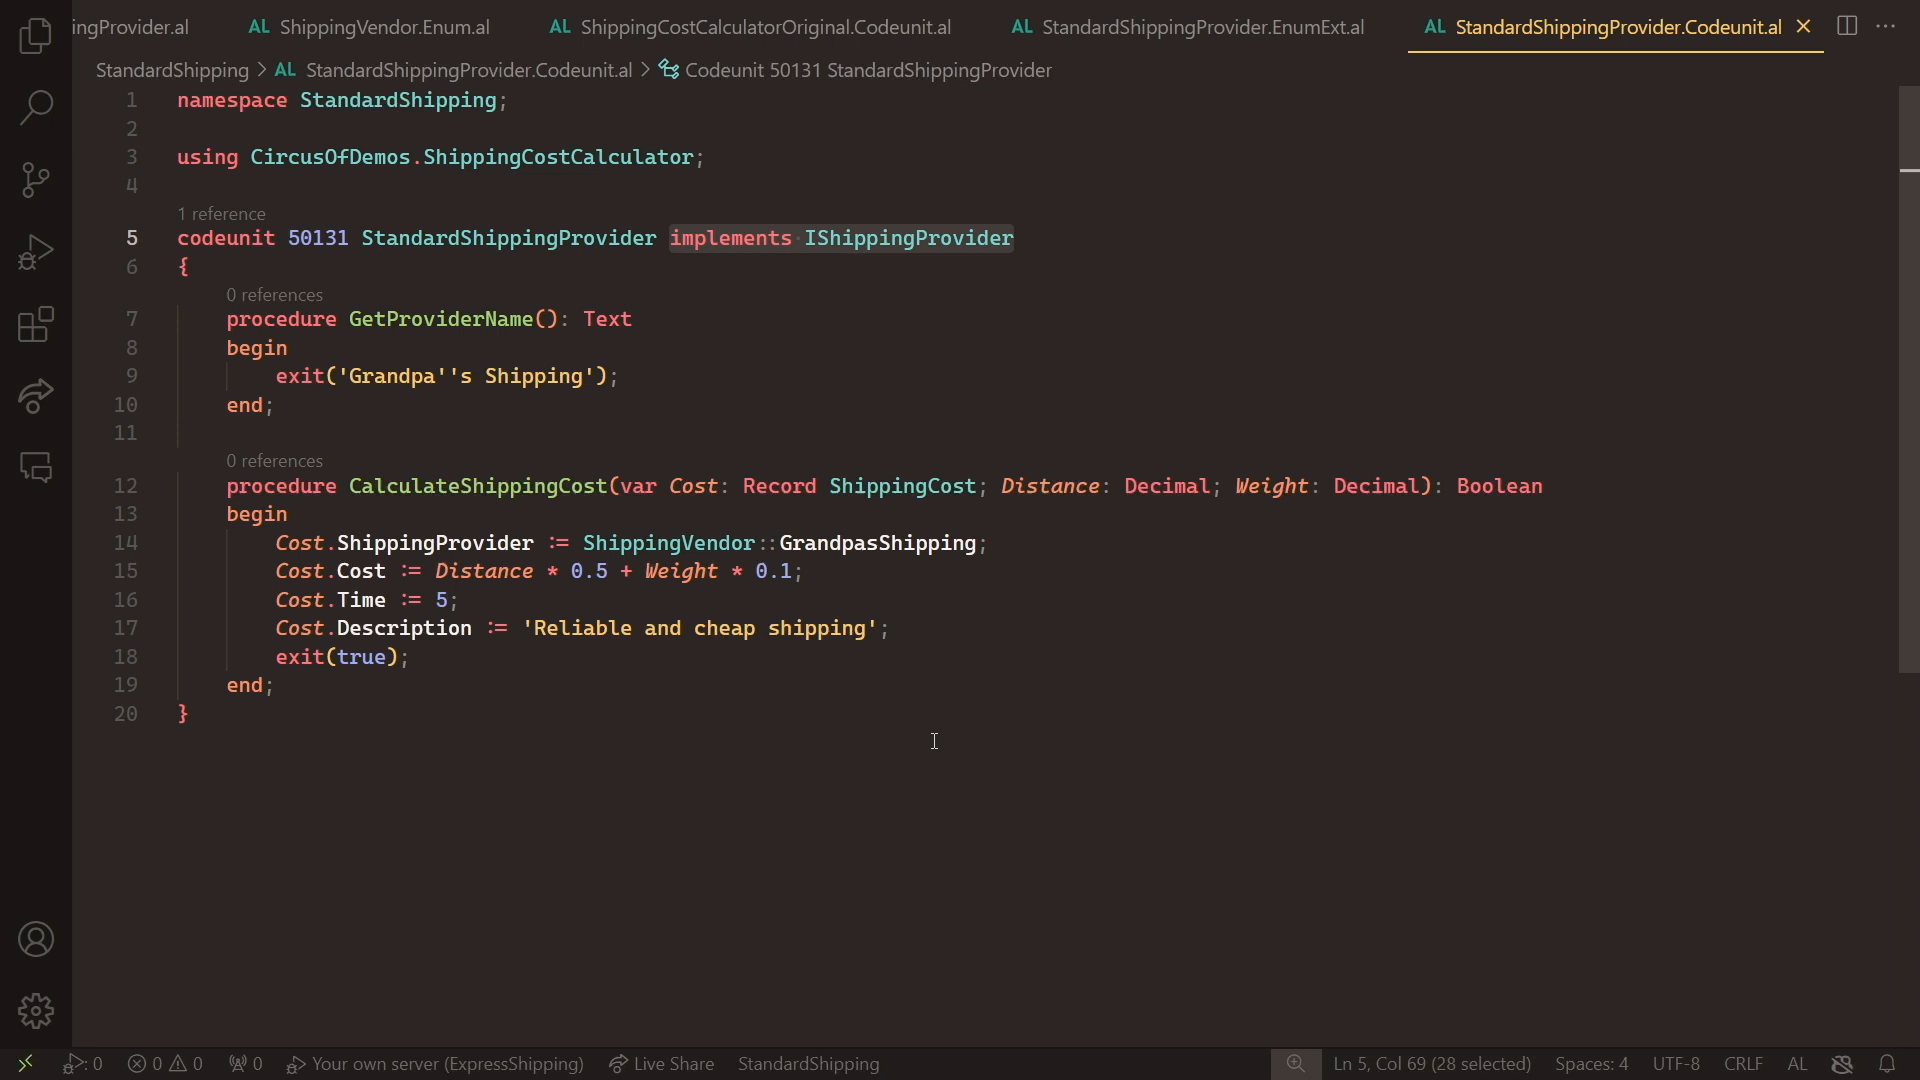 ingProvider.al
AL ShippingVendor.Enum.al
AL ShippingCostCalculatorOriginal.Codeunit.al
AL StandardShippingProvider.EnumExt.al
AL StandardShippingProvider.Codeunit.al
StandardShipping > AL StandardShippingProvider.Codeunit.al > Codeunit 50131 StandardShippingProvider
1 namespace StandardShipping;
2
3 using CircusOfDemos.ShippingCostCalculator;
4
1 reference
5 codeunit 50131 StandardShippingProvider implements·IShippingProvider
6 {
0 references
7 procedure GetProviderName(): Text
8 begin
9 exit('Grandpa''s Shipping');
10 end;
11
0 references
12 procedure CalculateShippingCost(var Cost: Record ShippingCost; Distance: Decimal; Weight: Decimal): Boolean
13 begin
14 Cost.ShippingProvider := ShippingVendor::GrandpasShipping;
15 Cost.Cost := Distance * 0.5 + Weight * 0.1;
16 Cost.Time := 5;
17 Cost.Description := 'Reliable and cheap shipping';
18 exit(true);
19 end;
20 }
: 0 0 0 0 Your own server (ExpressShipping) Live Share StandardShipping Ln 5, Col 69 (28 selected) Spaces: 4 UTF-8 CRLF AL